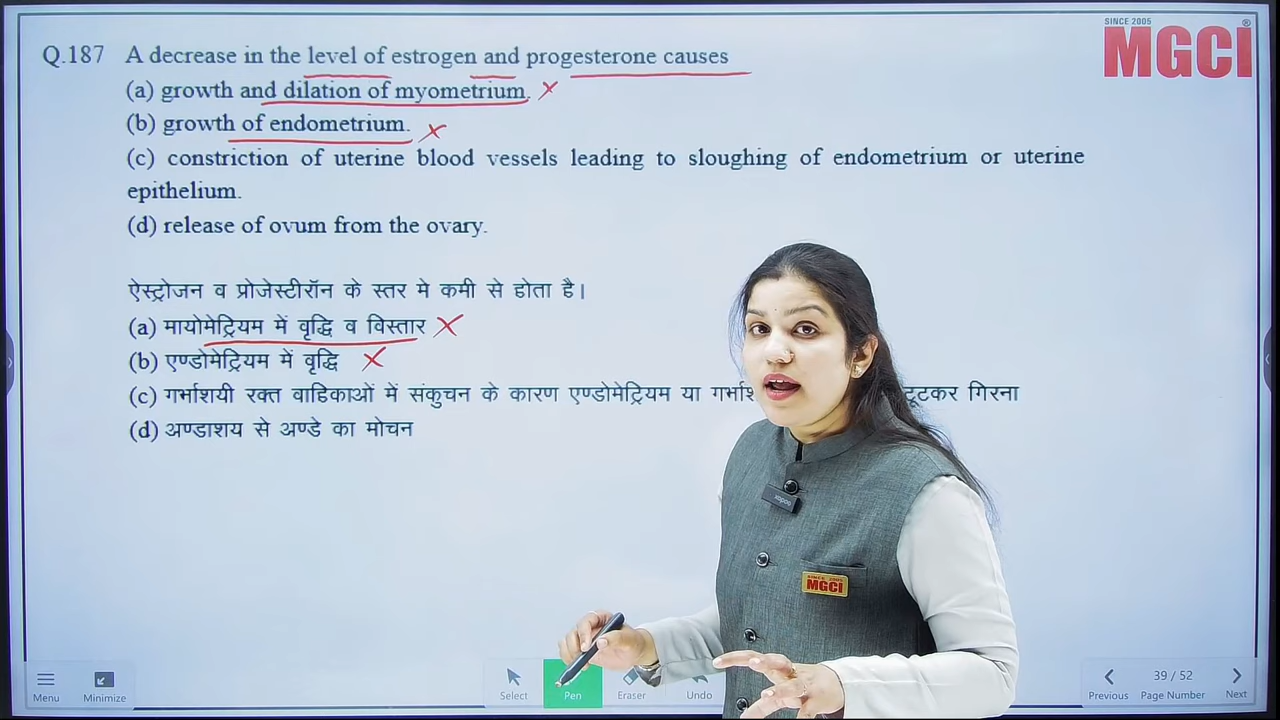 SINCE 2005
MGCI
Q.187 A decrease in the level of estrogen and progesterone causes
(a) growth and dilation of myometrium.
(b) growth of endometrium.
(c) constriction of uterine blood vessels leading to sloughing of endometrium or uterine
epithelium.
(d) release of ovum from the ovary.
ऐस्ट्रोजन व प्रोजेस्टीरॉन के स्तर मे कमी से होता है।
(a) मायोमेट्रियम में वृद्धि व विस्तार
(b) एण्डोमेट्रियम में वृद्धि
(c) गर्भाशयी रक्त वाहिकाओं में संकुचन के कारण एण्डोमेट्रियम या टूटकर गिरना
(d) अण्डाशय से अण्डे का मोचन
SINCE 2005
MGCI
Menu
Minimize
Select
Pen
Eraser
Undo
39 / 52
Previous
Page Number
Next